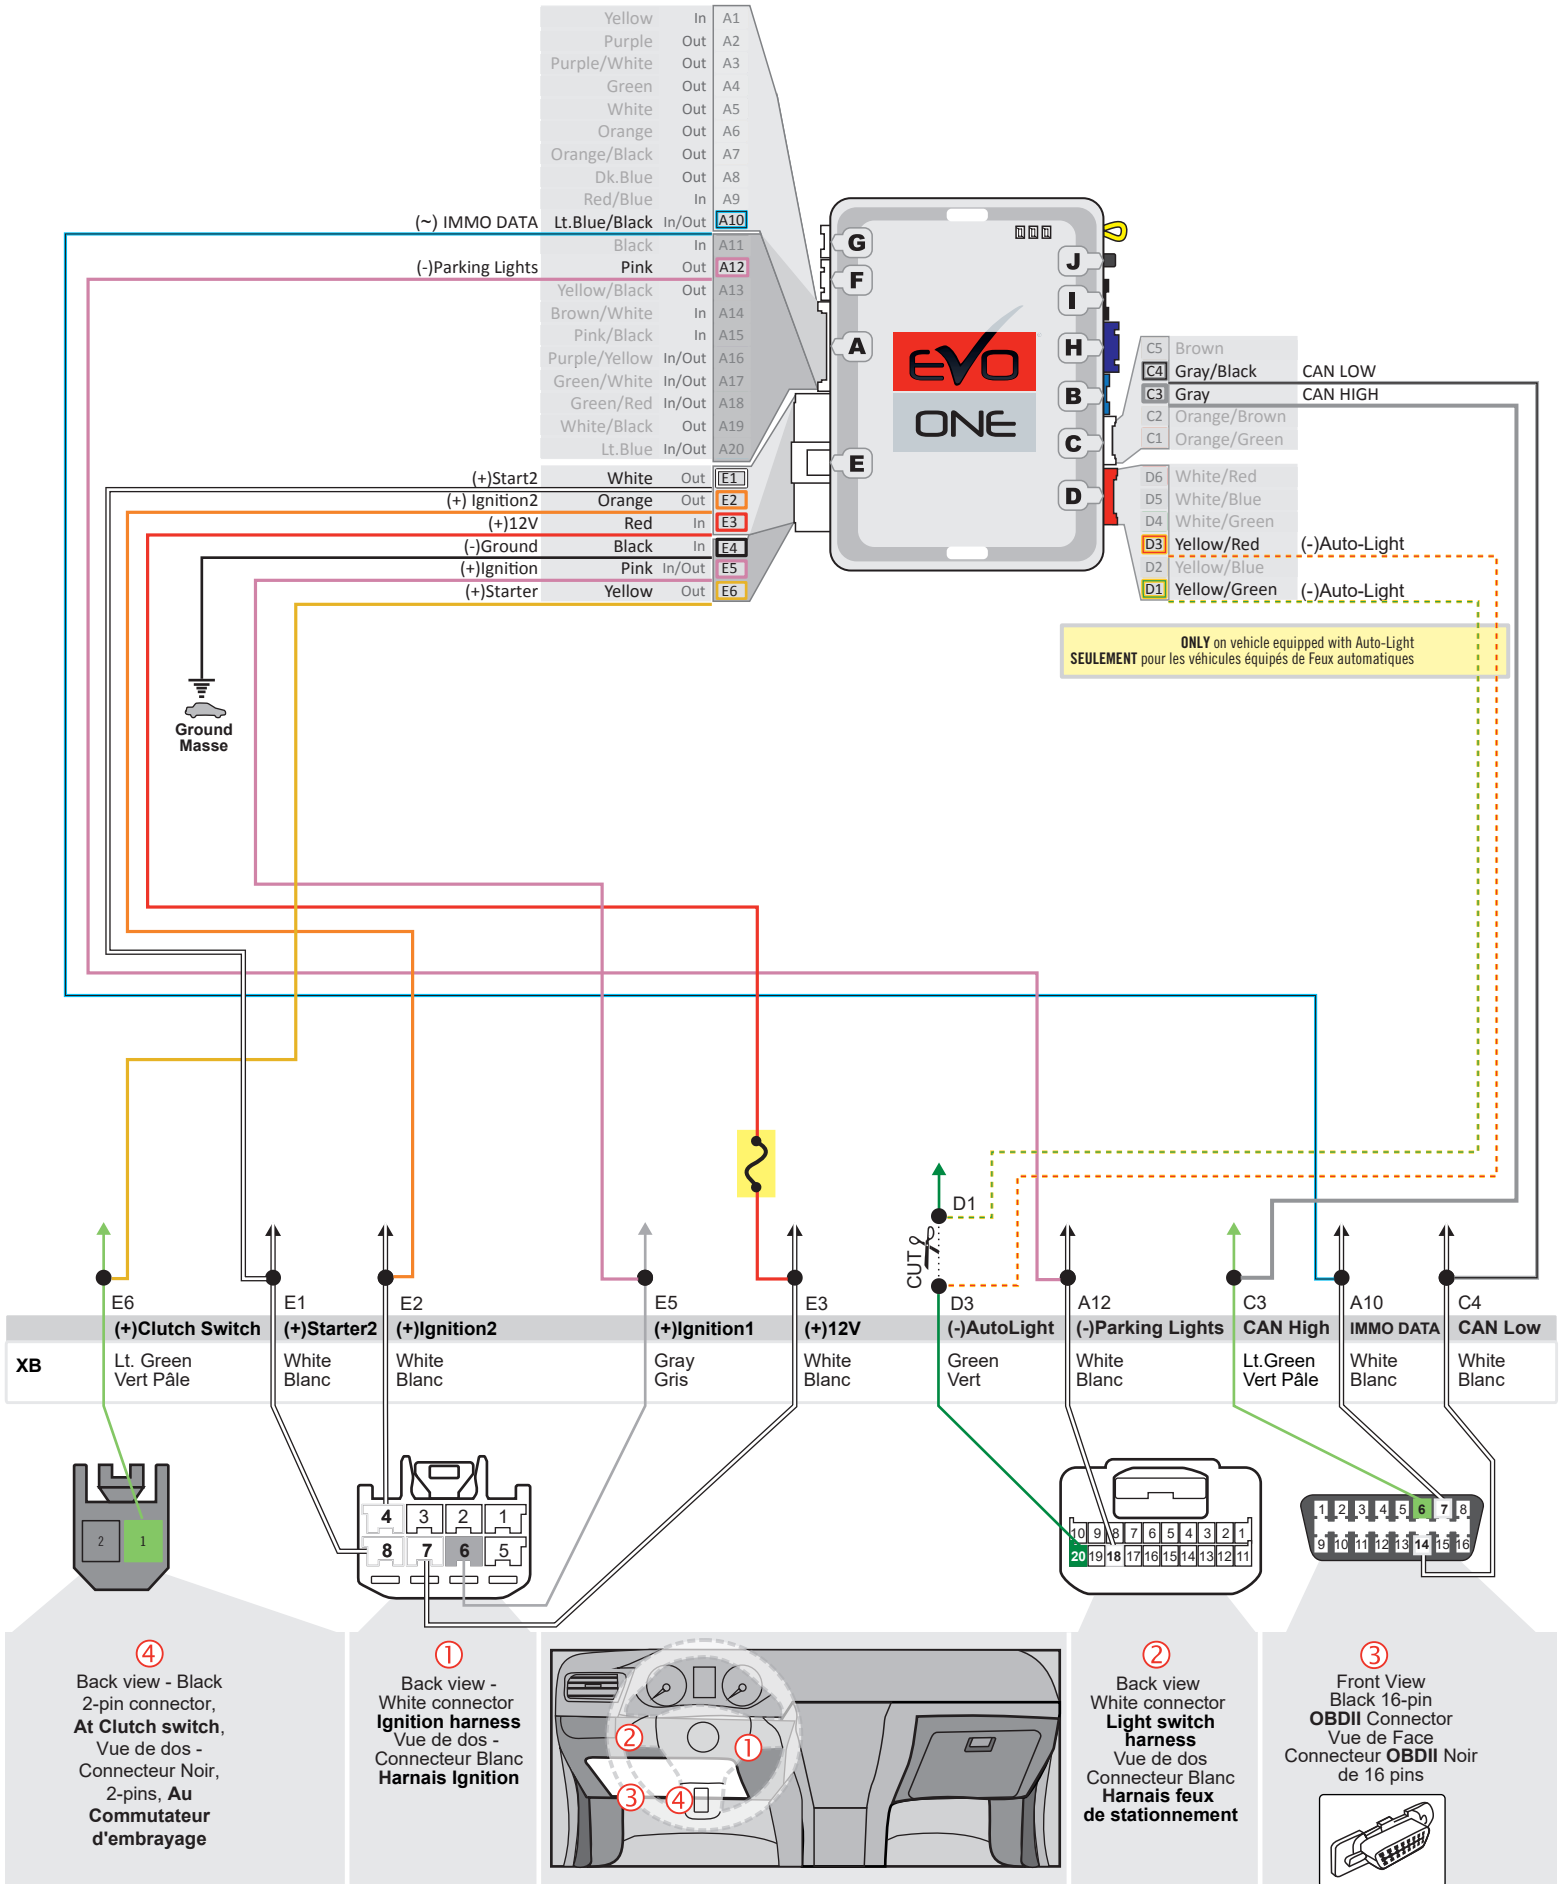 Yellow In A1
Purple Out A2
Purple/White Out A3
Green Out A4
White Out A5
Orange Out A6
Orange/Black Out A7
Dk.Blue Out A8
Red/Blue In A9
(~) IMMO DATA Lt.Blue/Black In/Out A10
Black In A11
(-)Parking Lights Pink Out A12
Yellow/Black Out A13
Brown/White In A14
Pink/Black In A15
Purple/Yellow In/Out A16
Green/White In/Out A17
Green/Red In/Out A18
White/Black Out A19
Lt.Blue In/Out A20
(+)Start2 White Out E1
(+) Ignition2 Orange Out E2
(+)12V Red In E3
(-)Ground Black In E4
(+)Ignition Pink In/Out E5
(+)Starter Yellow Out E6
G
F
A
E
J
I
H
B
C
D
EVO
ONE
C5 Brown
C4 Gray/Black CAN LOW
C3 Gray CAN HIGH
C2 Orange/Brown
C1 Orange/Green
D6 White/Red
D5 White/Blue
D4 White/Green
D3 Yellow/Red (-)Auto-Light
D2 Yellow/Blue
D1 Yellow/Green (-)Auto-Light
ONLY on vehicle equipped with Auto-Light
SEULEMENT pour les véhicules équipés de Feux automatiques
Ground
Masse
D1
CUT
E6 E1 E2 E5 E3 D3 A12 C3 A10 C4
(+)Clutch Switch (+)Starter2 (+)Ignition2 (+)Ignition1 (+)12V (-)AutoLight (-)Parking Lights CAN High IMMO DATA CAN Low
XB Lt. Green White White Gray White Green White Lt.Green White White
Vert Pâle Blanc Blanc Gris Blanc Vert Blanc Vert Pâle Blanc Blanc
2 1
4 3 2 1
8 7 6 5
10 9 8 7 6 5 4 3 2 1
20 19 18 17 16 15 14 13 12 11
1 2 3 4 5 6 7 8
9 10 11 12 13 14 15 16
4
Back view - Black
2-pin connector,
At Clutch switch,
Vue de dos -
Connecteur Noir,
2-pins, Au
Commutateur
d'embrayage
1
Back view -
White connector
Ignition harness
Vue de dos -
Connecteur Blanc
Harnais Ignition
2
1
3
4
2
Back view
White connector
Light switch
harness
Vue de dos
Connecteur Blanc
Harnais feux
de stationnement
3
Front View
Black 16-pin
OBDII Connector
Vue de Face
Connecteur OBDII Noir
de 16 pins